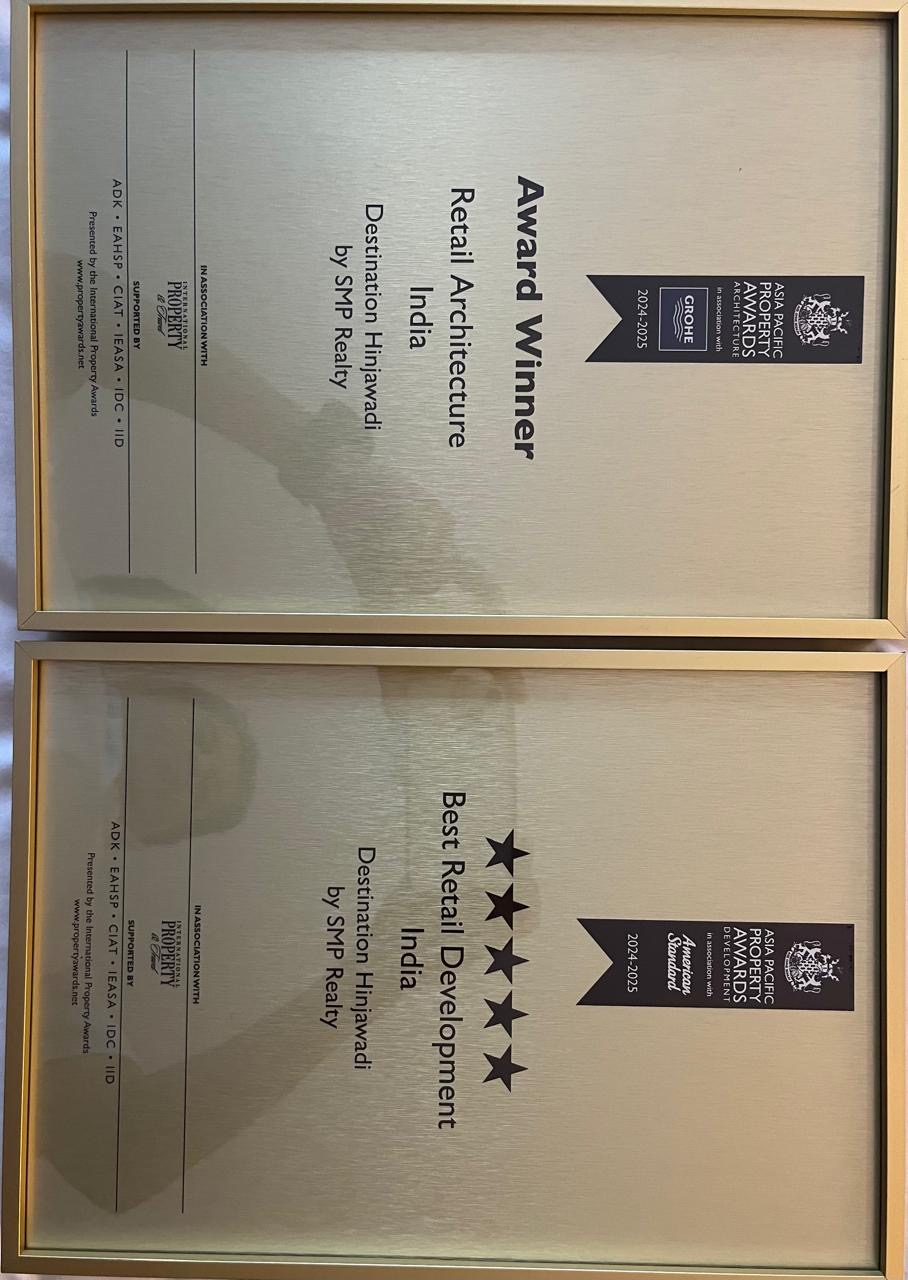 ASIA PACIFIC
PROPERTY
AWARDS
ARCHITECTURE
in association with
GROHE
2024-2025
Award Winner
Retail Architecture
India
Destination Hinjawadi
by SMP Realty
IN ASSOCIATION WITH
INTERNATIONAL
PROPERTY
& Travel
SUPPORTED BY
ADK • EAHSP • CIAT • IEASA • IDC • IID
Presented by the International Property Awards
www.propertyawards.net
ASIA PACIFIC
PROPERTY
AWARDS
DEVELOPMENT
in association with
American
Standard
2024-2025
Best Retail Development
India
Destination Hinjawadi
by SMP Realty
IN ASSOCIATION WITH
INTERNATIONAL
PROPERTY
& Travel
SUPPORTED BY
ADK • EAHSP • CIAT • IEASA • IDC • IID
Presented by the International Property Awards
www.propertyawards.net